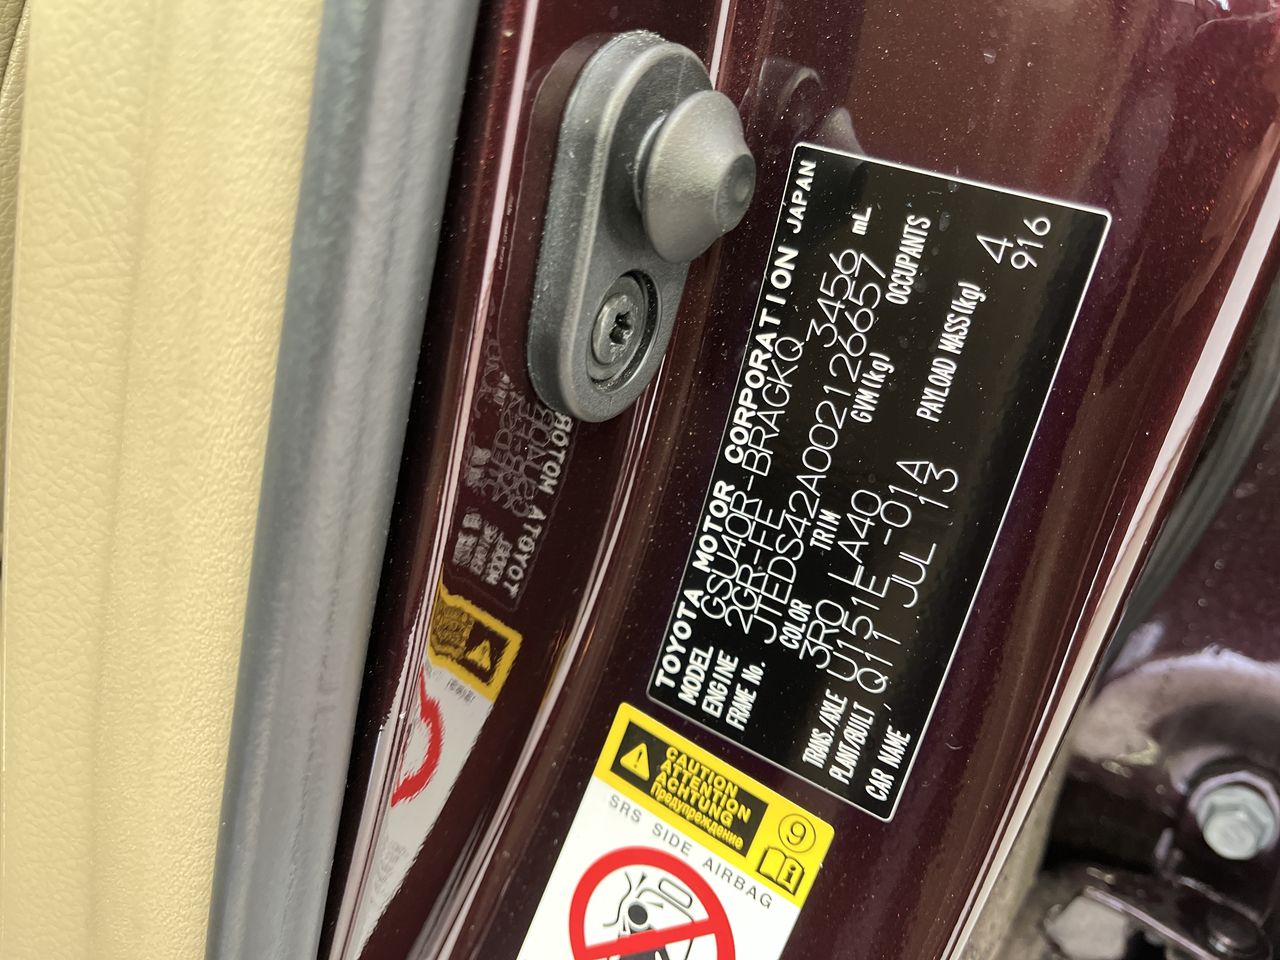 TOYOTA MOTOR CORPORATION JAPAN
MODEL GSU40R-BRAGKQ
ENGINE 2GR-FE 3456 mL
FRAME No. JTEDS42A002126659
COLOR TRIM GVM(kg) OCCUPANTS
3R0 LA40 4
TRANS./AXLE U151E -01A PAYLOAD MASS(kg) 916
PLANT/BUILT Q11 JUL 13
CAR NAME
CAUTION
ATTENTION
ACHTUNG
Предупреждение
9
i
SRS SIDE AIRBAG